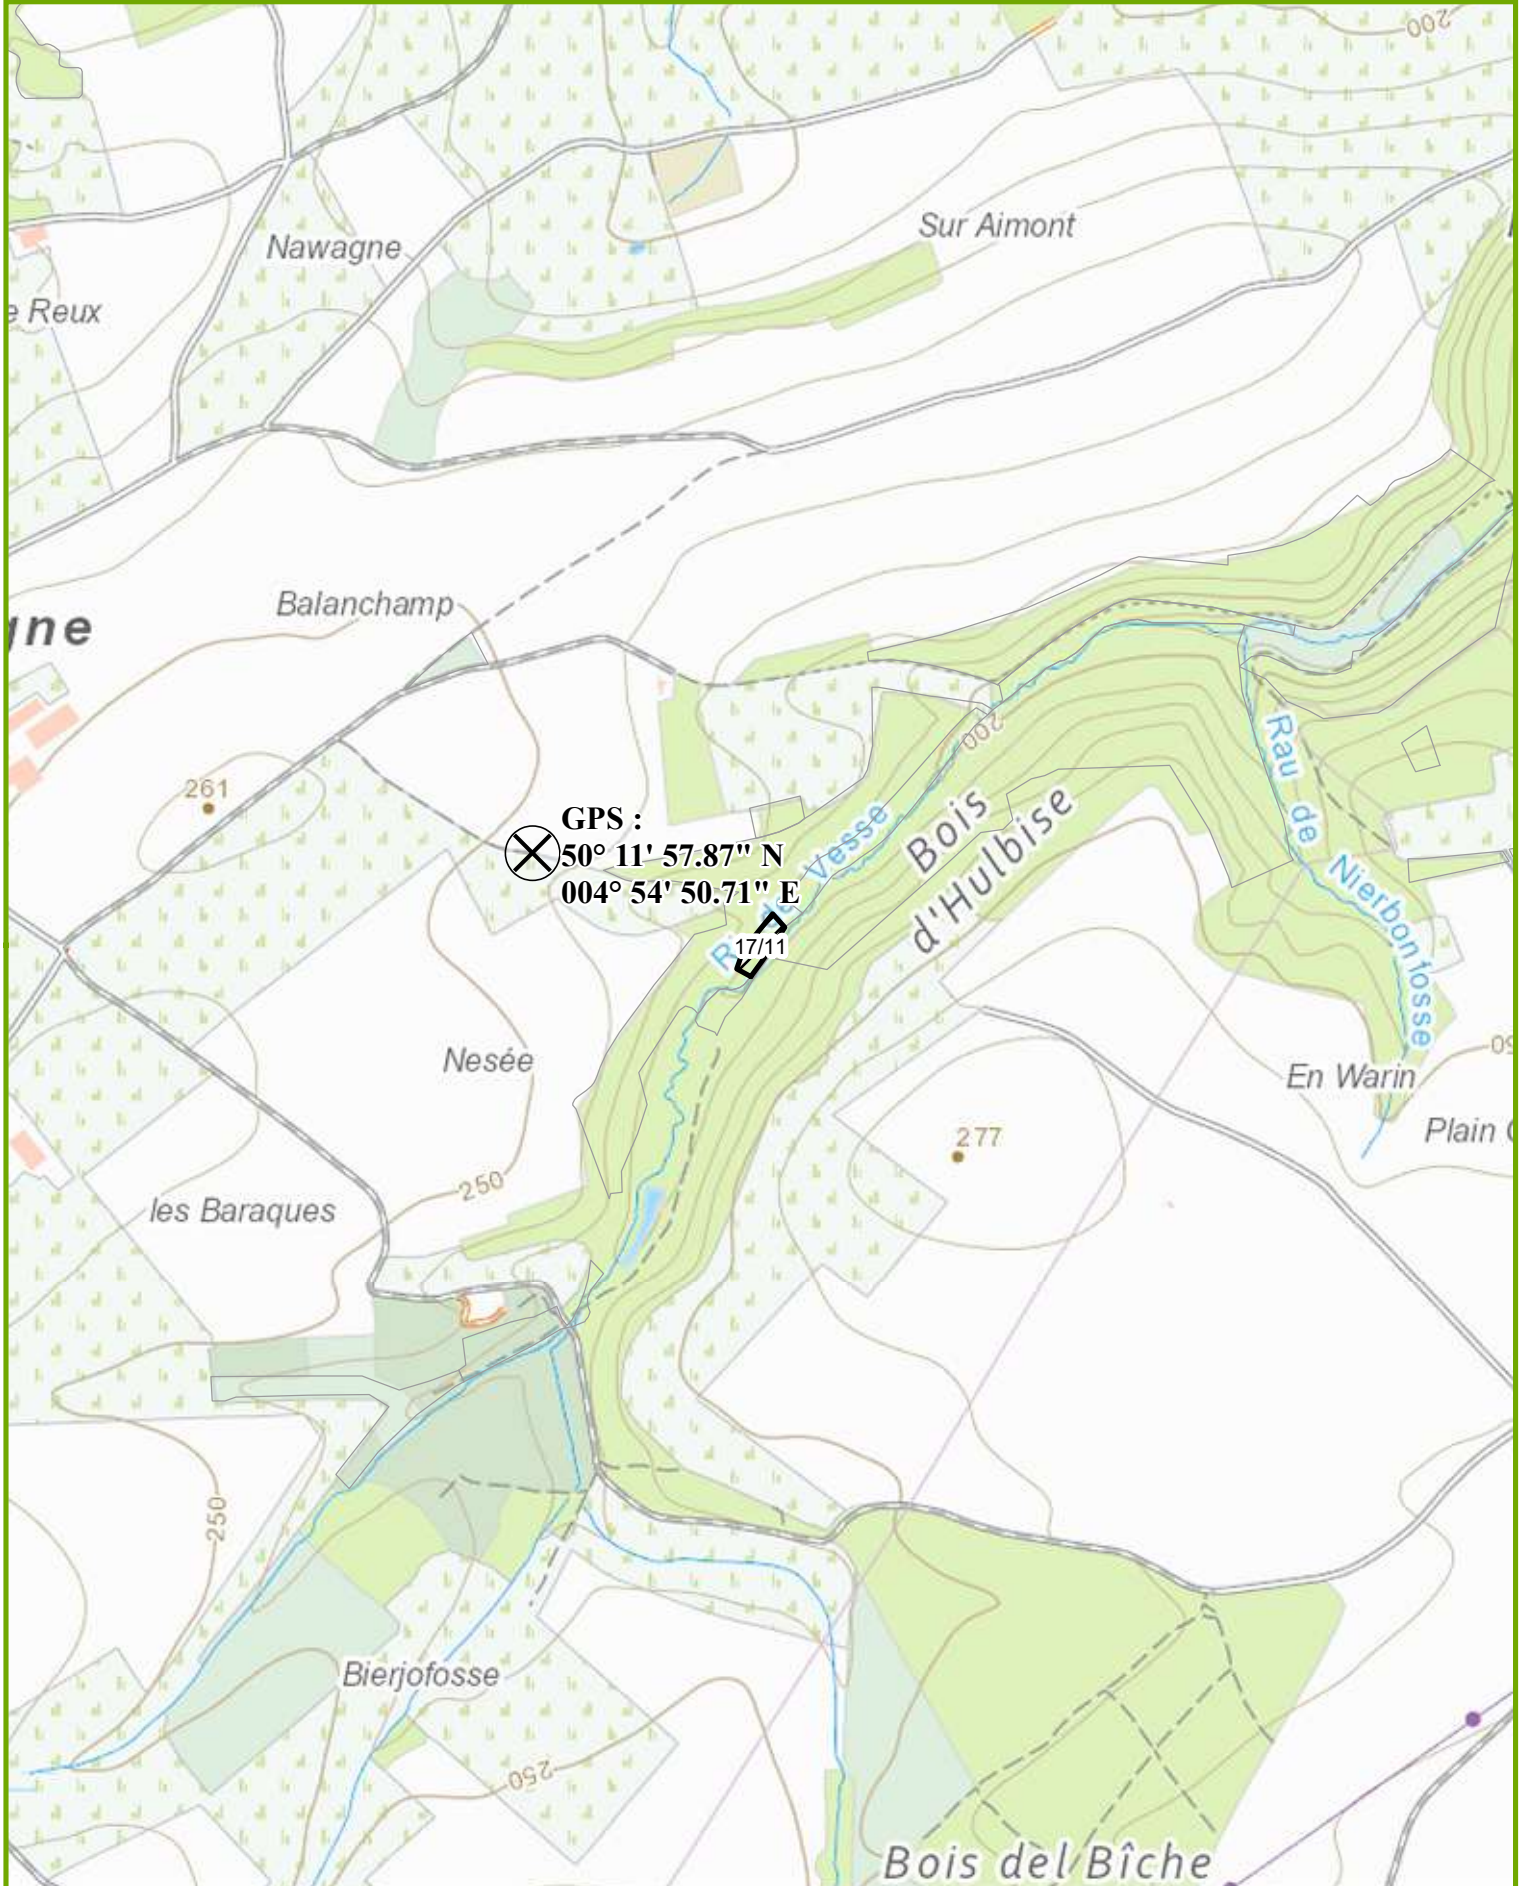 200
Sur Aimont
Nawagne
e Reux
Balanchamp
gne
200
Rau de Nierbonfosse
261
GPS :
50° 11' 57.87" N
004° 54' 50.71" E
Bois
d'Hulbise
Ri de Vesse
17/11
Nesée
En Warin
277
Plain
250
les Baraques
250
Bierjofosse
250
Bois del Bîche